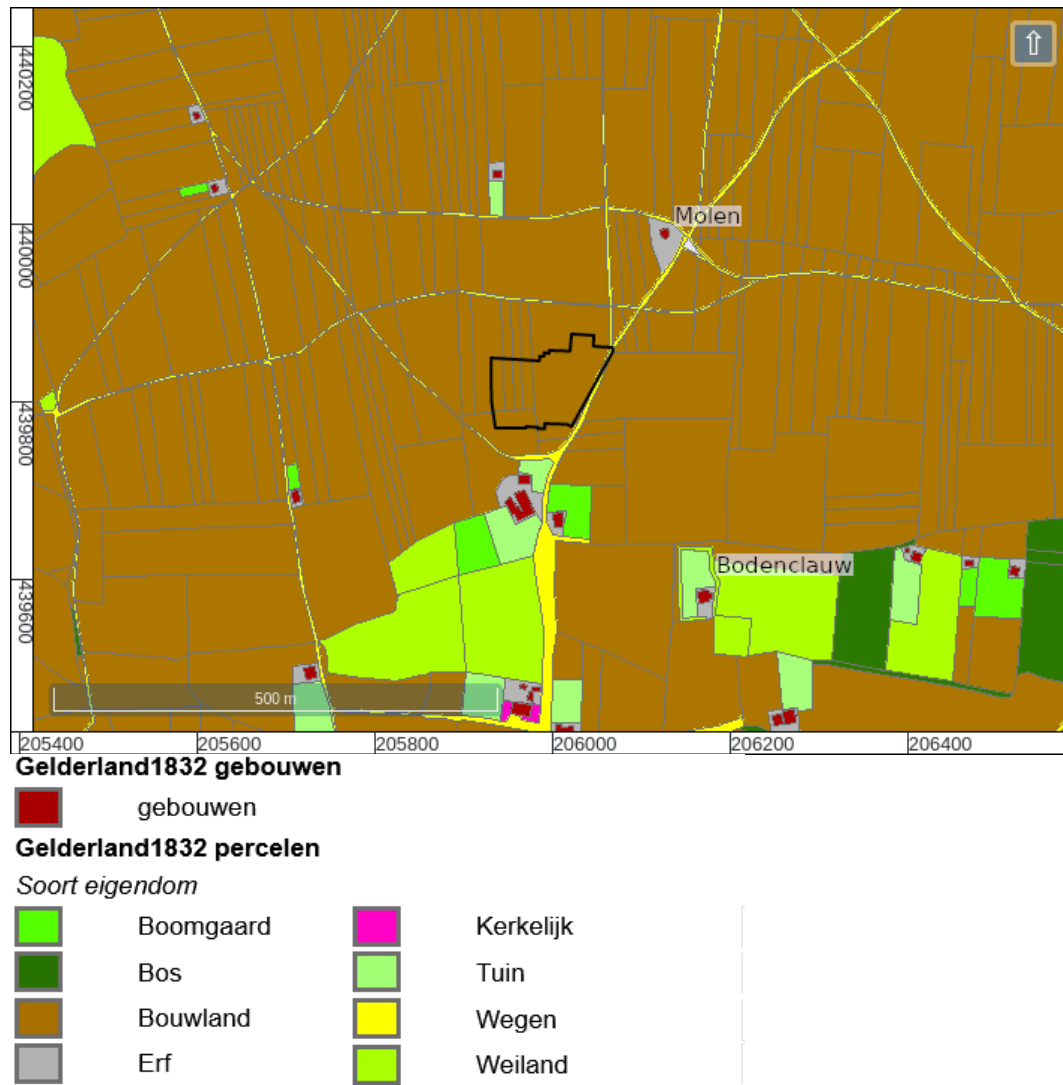 440200
⇧
Molen
440000
439800
Bodenclauw
439600
500 m
205400 205600 205800 206000 206200 206400
Gelderland1832 gebouwen
gebouwen
Gelderland1832 percelen
Soort eigendom
Boomgaard Kerkelijk
Bos Tuin
Bouwland Wegen
Erf Weiland